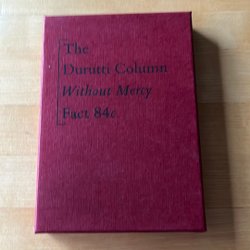 The
Durutti Column
Without Mercy
Fact 84c